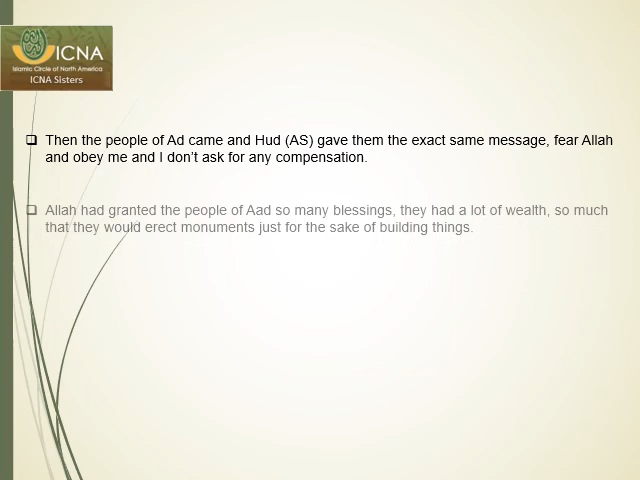 ICNA
Islamic Circle of North America
ICNA Sisters
Then the people of Ad came and Hud (AS) gave them the exact same message, fear Allah
and obey me and I don’t ask for any compensation.
Allah had granted the people of Aad so many blessings, they had a lot of wealth, so much
that they would erect monuments just for the sake of building things.